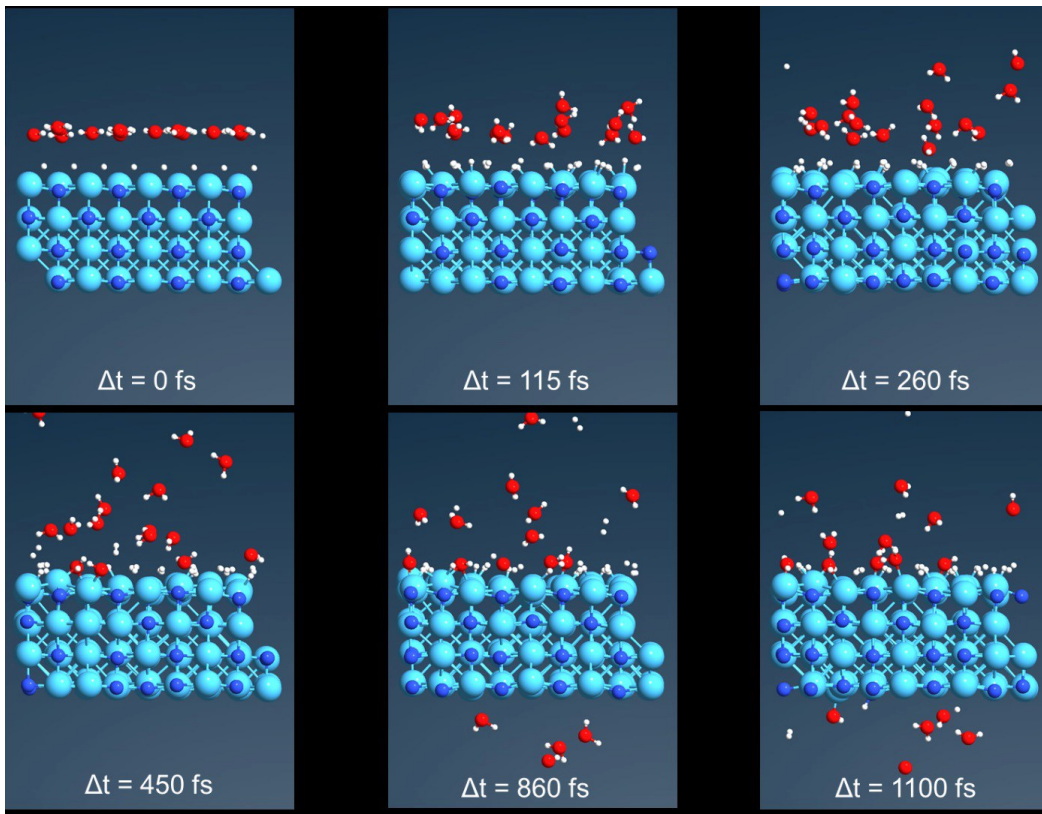 Δt = 0 fs
Δt = 115 fs
Δt = 260 fs
Δt = 450 fs
Δt = 860 fs
Δt = 1100 fs